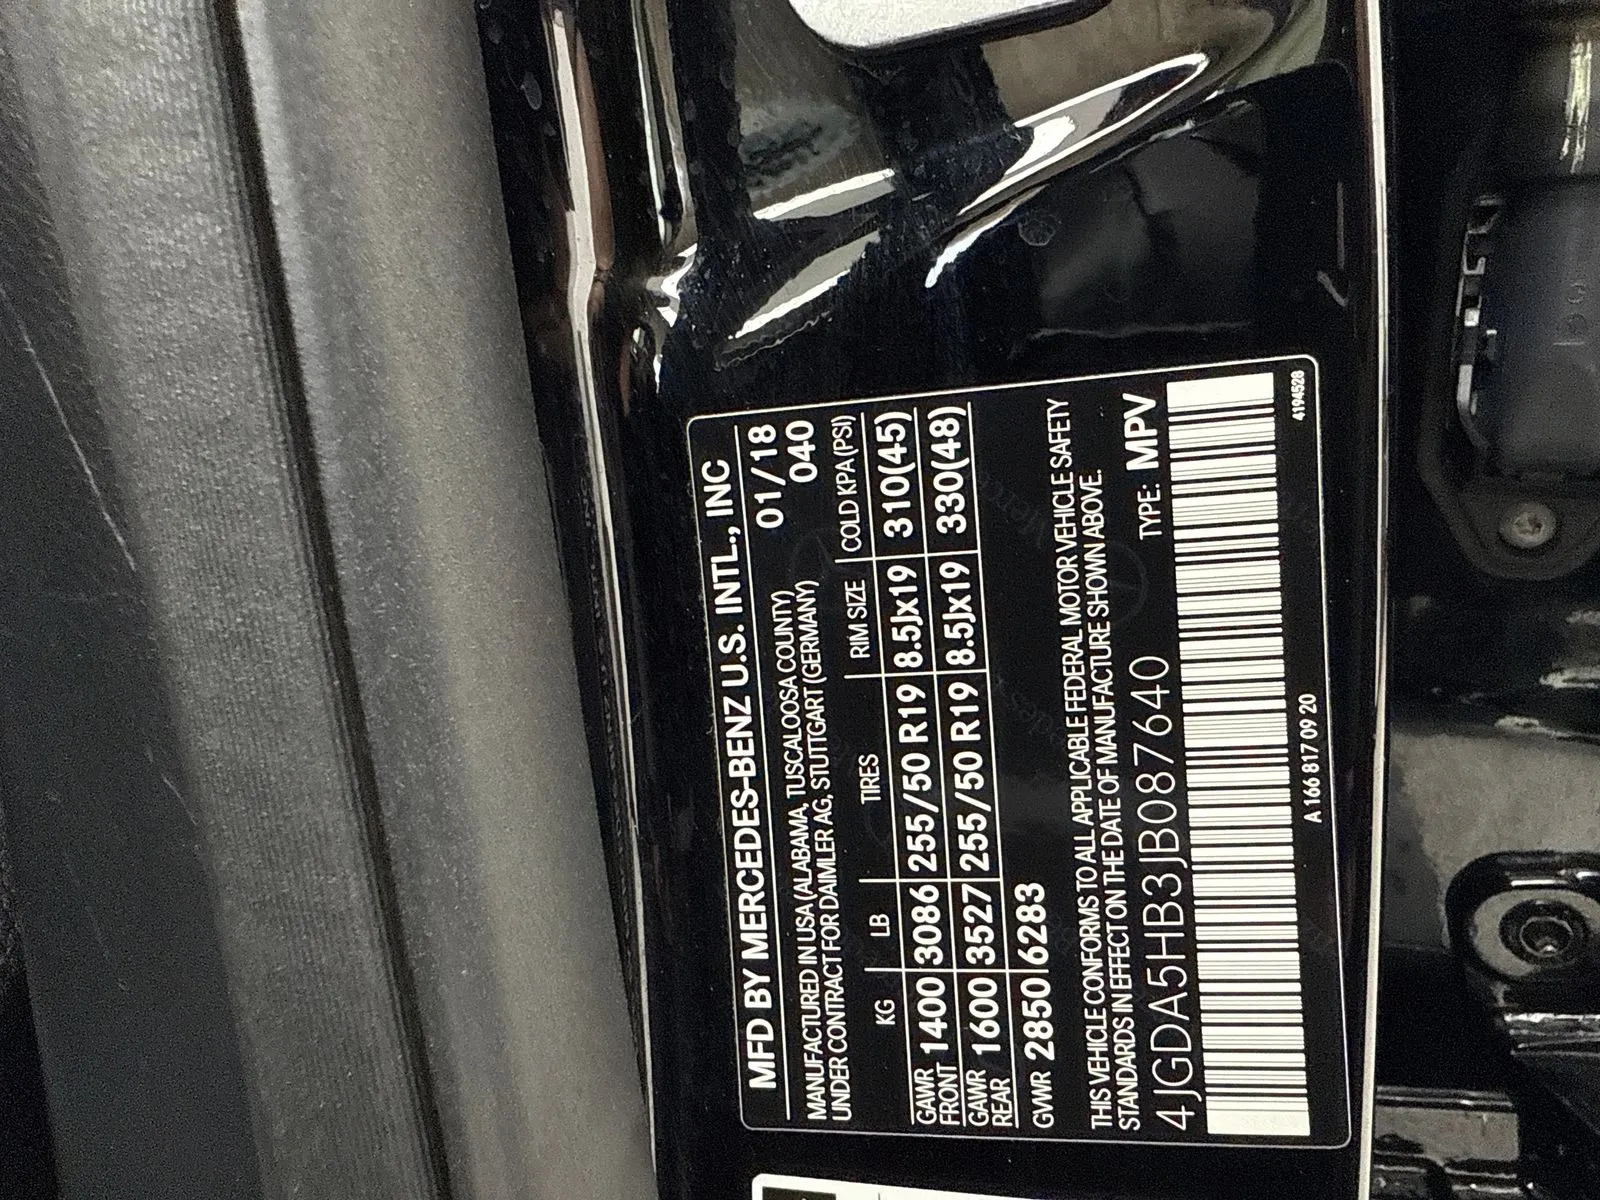 MFD BY MERCEDES-BENZ U.S. INTL., INC
MANUFACTURED IN USA (ALABAMA, TUSCALOOSA COUNTY) 01/18
UNDER CONTRACT FOR DAIMLER AG, STUTTGART (GERMANY) 040
KG LB TIRES RIM SIZE COLD KPA (PSI)
GAWR FRONT 1400 3086 255/50 R19 8.5Jx19 310(45)
GAWR REAR 1600 3527 255/50 R19 8.5Jx19 330(48)
GVWR 2850 6283
THIS VEHICLE CONFORMS TO ALL APPLICABLE FEDERAL MOTOR VEHICLE SAFETY
STANDARDS IN EFFECT ON THE DATE OF MANUFACTURE SHOWN ABOVE.
4JGDA5HB3JB087640 TYPE: MPV
A 166 817 09 20 4194528